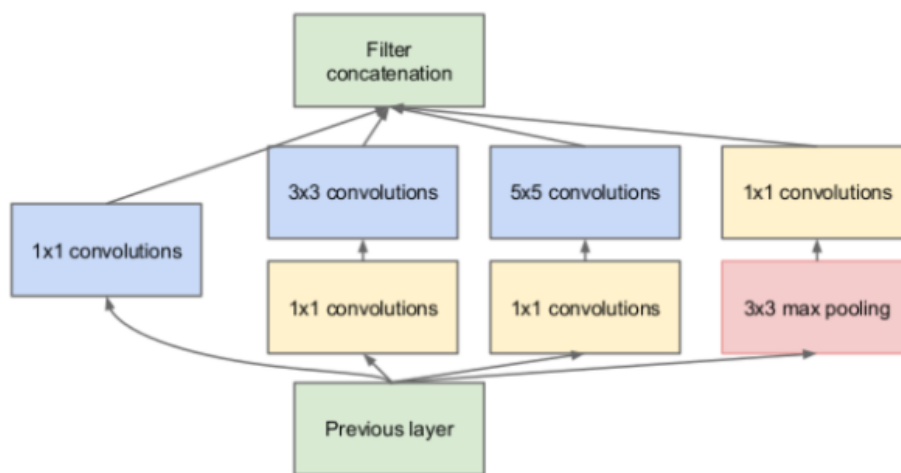 Filter
concatenation
3x3 convolutions
5x5 convolutions
1x1 convolutions
1x1 convolutions
1x1 convolutions
1x1 convolutions
3x3 max pooling
Previous layer